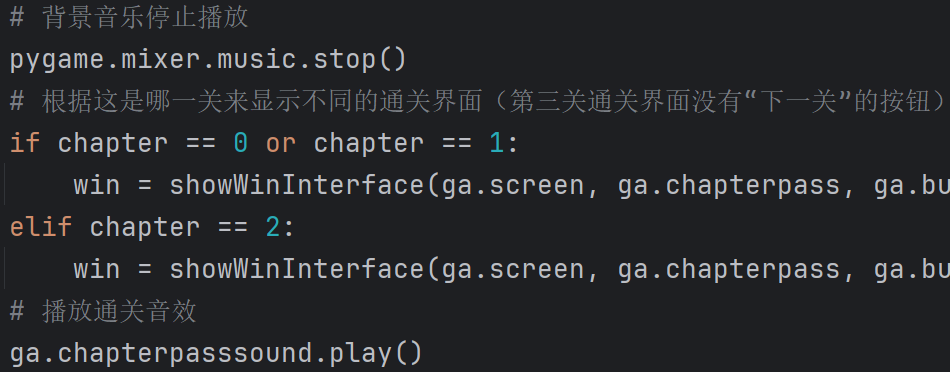 # 背景音乐停止播放
pygame.mixer.music.stop()
# 根据这是哪一关来显示不同的通关界面（第三关通关界面没有“下一关”的按钮）
if chapter == 0 or chapter == 1:
    win = showWinInterface(ga.screen, ga.chapterpass, ga.bu
elif chapter == 2:
    win = showWinInterface(ga.screen, ga.chapterpass, ga.bu
# 播放通关音效
ga.chapterpasssound.play()